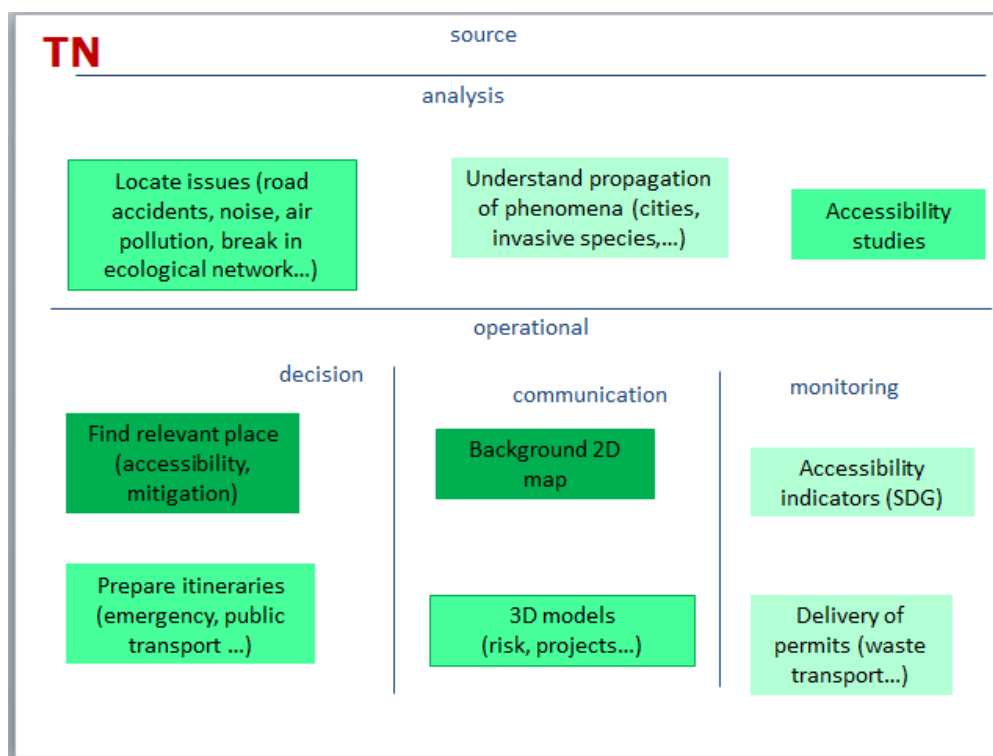 TN
source
analysis
Locate issues (road
accidents, noise, air
pollution, break in
ecological network…)
Understand propagation
of phenomena (cities,
invasive species,…)
Accessibility
studies
operational
decision
communication
monitoring
Find relevant place
(accessibility,
mitigation)
Background 2D
map
Accessibility
indicators (SDG)
Prepare itineraries
(emergency, public
transport …)
3D models
(risk, projects…)
Delivery of
permits (waste
transport…)